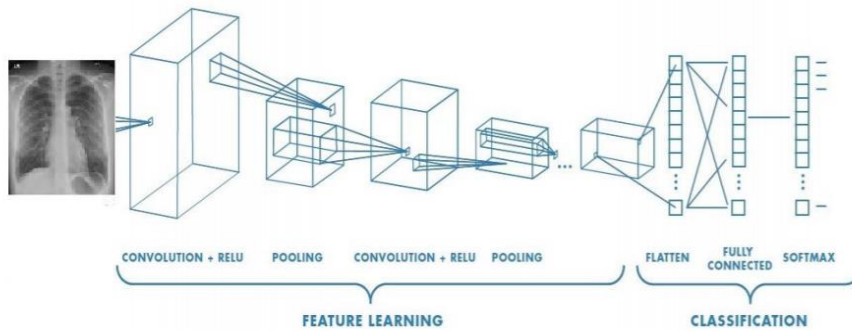 CONVOLUTION + RELU
POOLING
CONVOLUTION + RELU
POOLING
FLATTEN
FULLY
CONNECTED
SOFTMAX
FEATURE LEARNING
CLASSIFICATION